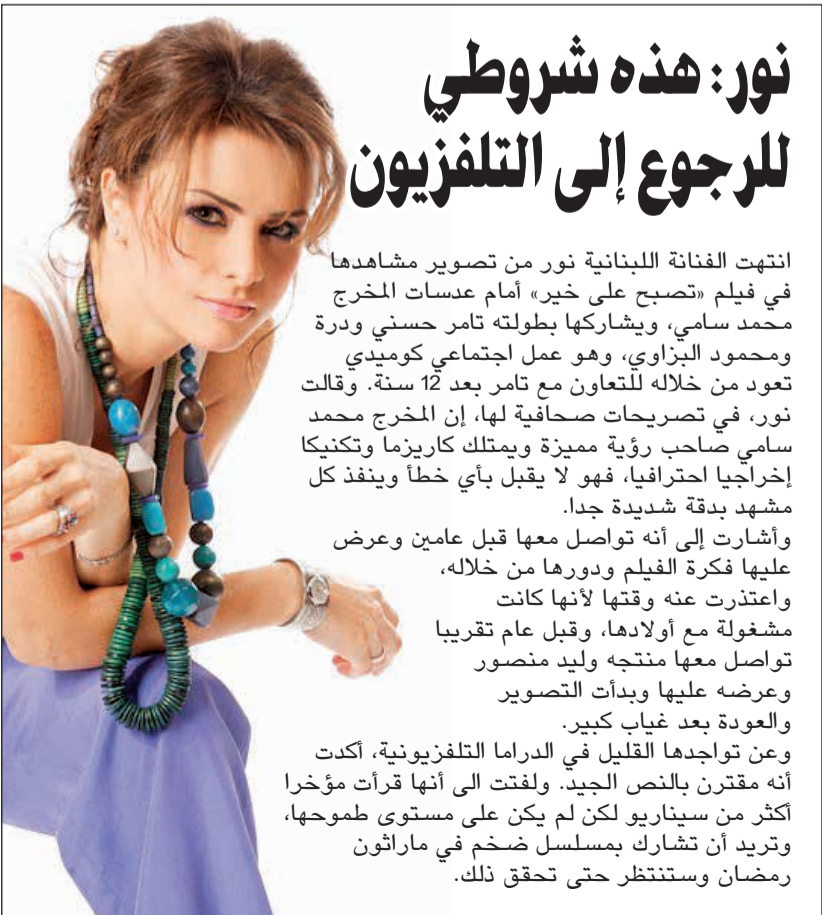 نور: هذه شروطي
للرجوع إلى التلفزيون
انتهت الفنانة اللبنانية نور من تصوير مشاهدها
في فيلم «تصبح على خير» أمام عدسات المخرج
محمد سامي، ويشاركها بطولته تامر حسني ودرة
ومحمود البزاوي، وهو عمل اجتماعي كوميدي
تعود من خلاله للتعاون مع تامر بعد 12 سنة. وقالت
نور، في تصريحات صحافية لها، إن المخرج محمد
سامي صاحب رؤية مميزة ويمتلك كاريزما وتكنيكا
إخراجيا احترافيا، فهو لا يقبل بأي خطأ وينفذ كل
مشهد بدقة شديدة جدا.
وأشارت إلى أنه تواصل معها قبل عامين وعرض
عليها فكرة الفيلم ودورها من خلاله،
واعتذرت عنه وقتها لأنها كانت
مشغولة مع أولادها، وقبل عام تقريبا
تواصل معها منتجه وليد منصور
وعرضه عليها وبدأت التصوير
والعودة بعد غياب كبير.
وعن تواجدها القليل في الدراما التلفزيونية، أكدت
أنه مقترن بالنص الجيد. ولفتت الى أنها قرأت مؤخرا
أكثر من سيناريو لكن لم يكن على مستوى طموحها،
وتريد أن تشارك بمسلسل ضخم في ماراثون
رمضان وستنتظر حتى تحقق ذلك.